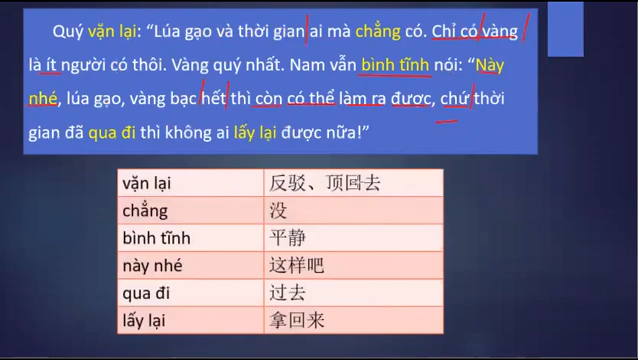 Quý vặn lại: “Lúa gạo và thời gian ai mà chẳng có. Chỉ có vàng
là ít người có thôi. Vàng quý nhất. Nam vẫn bình tĩnh nói: “Này
nhé, lúa gạo, vàng bạc hết thì còn có thể làm ra được, chứ thời
gian đã qua đi thì không ai lấy lại được nữa!”
vặn lại 反驳、顶回去
chẳng 没
bình tĩnh 平静
này nhé 这样吧
qua đi 过去
lấy lại 拿回来